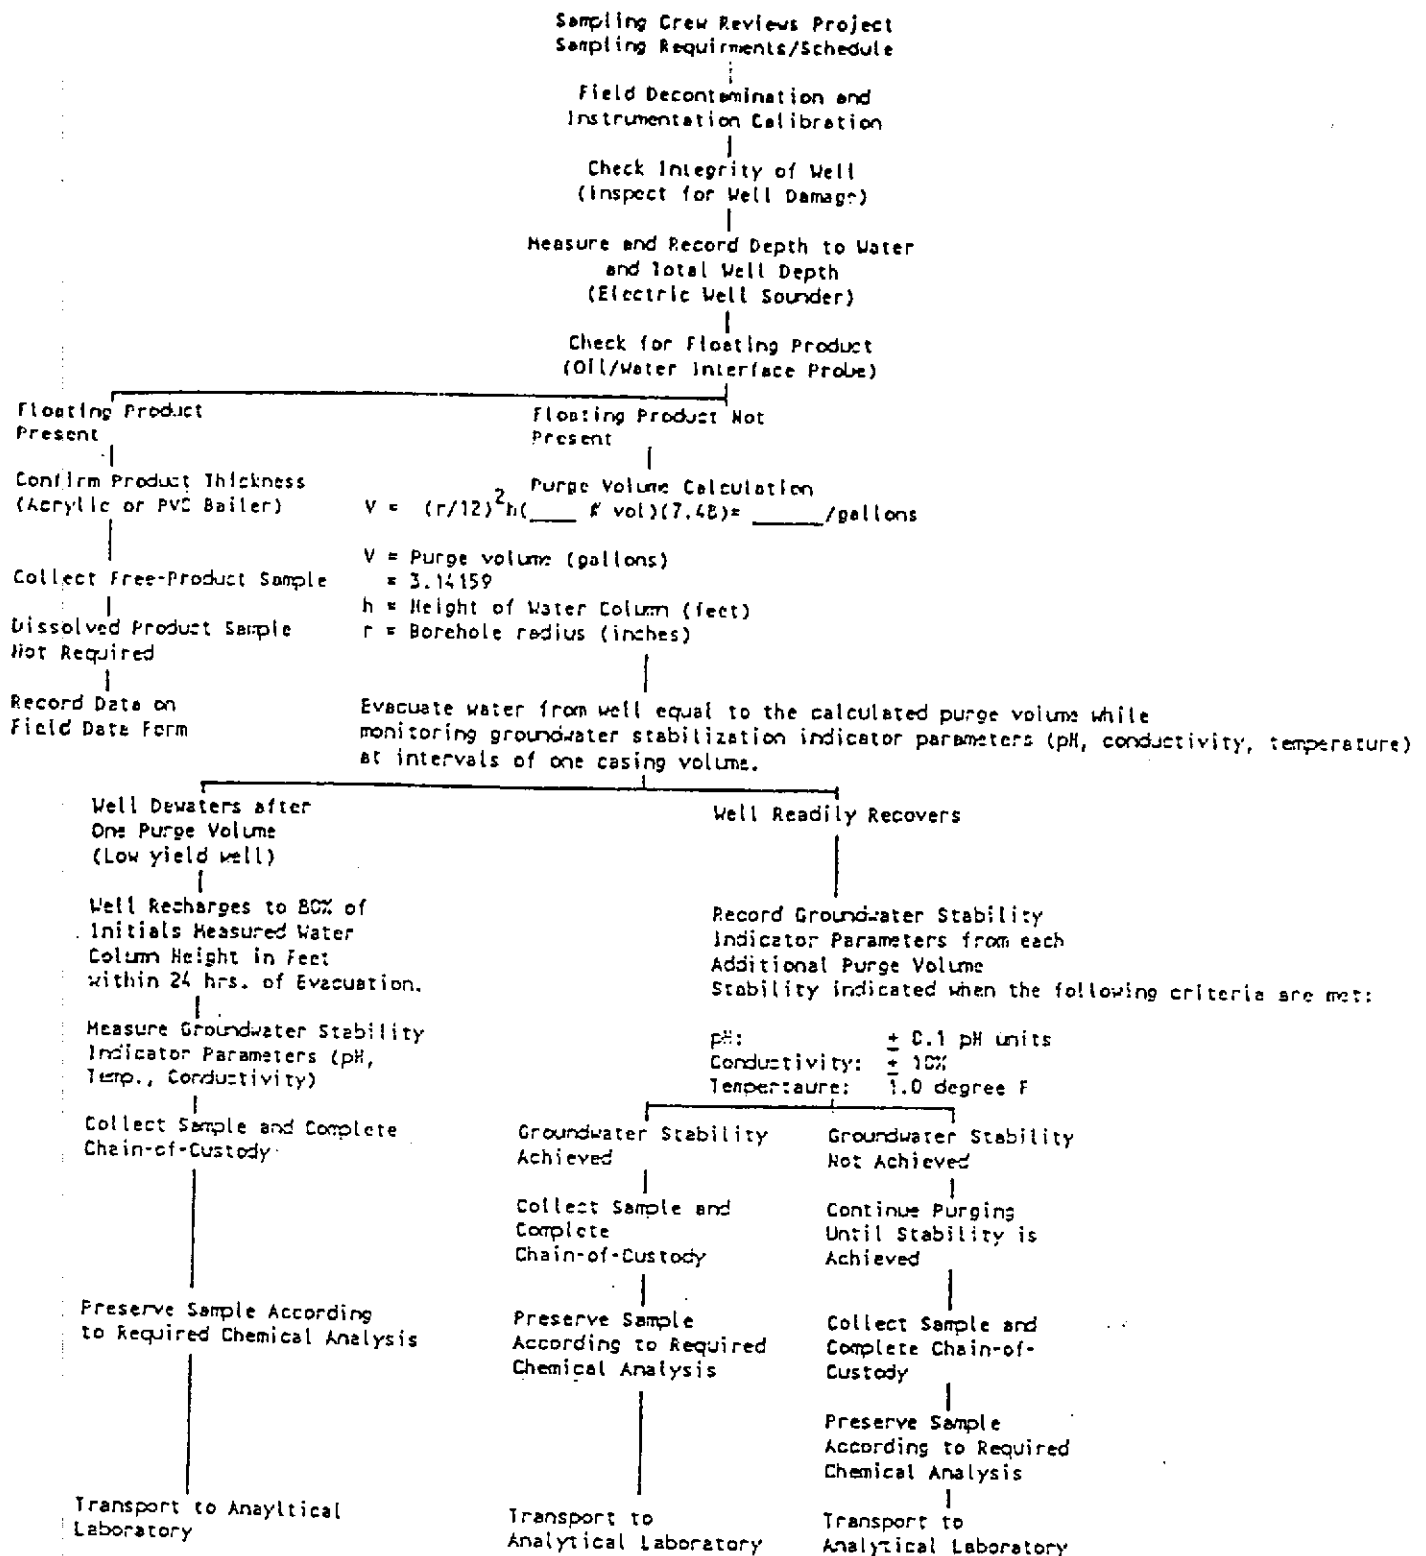 Sampling Crew Reviews Project
Sampling Requirments/Schedule
Field Decontamination and
Instrumentation Calibration
Check Integrity of Well
(Inspect for Well Damage)
Measure and Record Depth to Water
and Total Well Depth
(Electric Well Sounder)
Check for Floating Product
(Oil/Water Interface Probe)
Floating Product
Present
Confirm Product Thickness
(Acrylic or PVC Bailer)
Collect Free-Product Sample
Dissolved Product Sample
Not Required
Record Data on
Field Data Form
Floating Product Not
Present
Purge Volume Calculation
V = (r/12)²h(____ # vol)(7.48)= ______/gallons
V = Purge volume (gallons)
= 3.14159
h = Height of Water Column (feet)
r = Borehole radius (inches)
Evacuate water from well equal to the calculated purge volume while
monitoring groundwater stabilization indicator parameters (pH, conductivity, temperature)
at intervals of one casing volume.
Well Dewaters after
One Purge Volume
(Low yield well)
Well Recharges to 80% of
Initials Measured Water
Column Height in Feet
within 24 hrs. of Evacuation.
Measure Groundwater Stability
Indicator Parameters (pH,
Temp., Conductivity)
Collect Sample and Complete
Chain-of-Custody
Preserve Sample According
to Required Chemical Analysis
Transport to Anayltical
Laboratory
Well Readily Recovers
Record Groundwater Stability
Indicator Parameters from each
Additional Purge Volume
Stability indicated when the following criteria are met:
pH: ± 0.1 pH units
Conductivity: ± 10%
Tempertaure: 1.0 degree F
Groundwater Stability
Achieved
Collect Sample and
Complete
Chain-of-Custody
Preserve Sample
According to Required
Chemical Analysis
Transport to
Analytical Laboratory
Groundwater Stability
Not Achieved
Continue Purging
Until Stability is
Achieved
Collect Sample and
Complete Chain-of-
Custody
Preserve Sample
According to Required
Chemical Analysis
Transport to
Analytical Laboratory